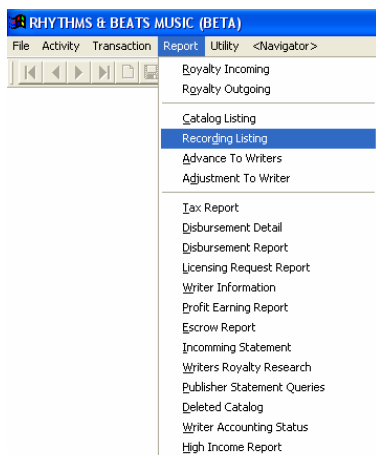 RHYTHMS & BEATS MUSIC (BETA)
File Activity Transaction Report Utility <Navigator>
Royalty Incoming
Royalty Outgoing
Catalog Listing
Recording Listing
Advance To Writers
Adjustment To Writer
Tax Report
Disbursement Detail
Disbursement Report
Licensing Request Report
Writer Information
Profit Earning Report
Escrow Report
Incomming Statement
Writers Royalty Research
Publisher Statement Queries
Deleted Catalog
Writer Accounting Status
High Income Report